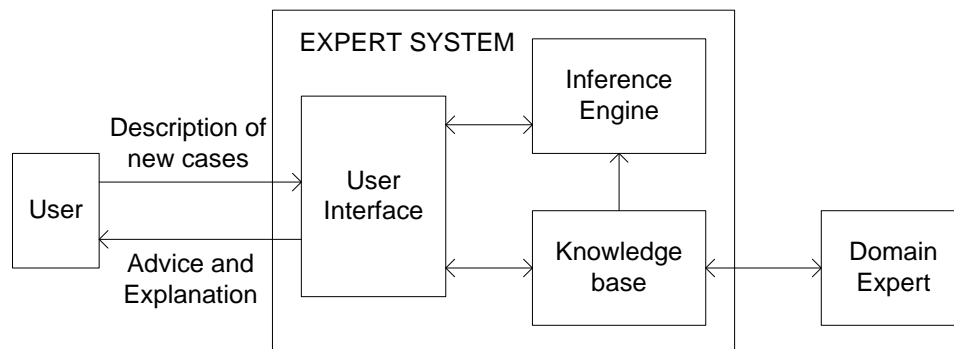 EXPERT SYSTEM
Inference
Engine
Description of
new cases
User
User
Interface
Advice and
Explanation
Knowledge
base
Domain
Expert